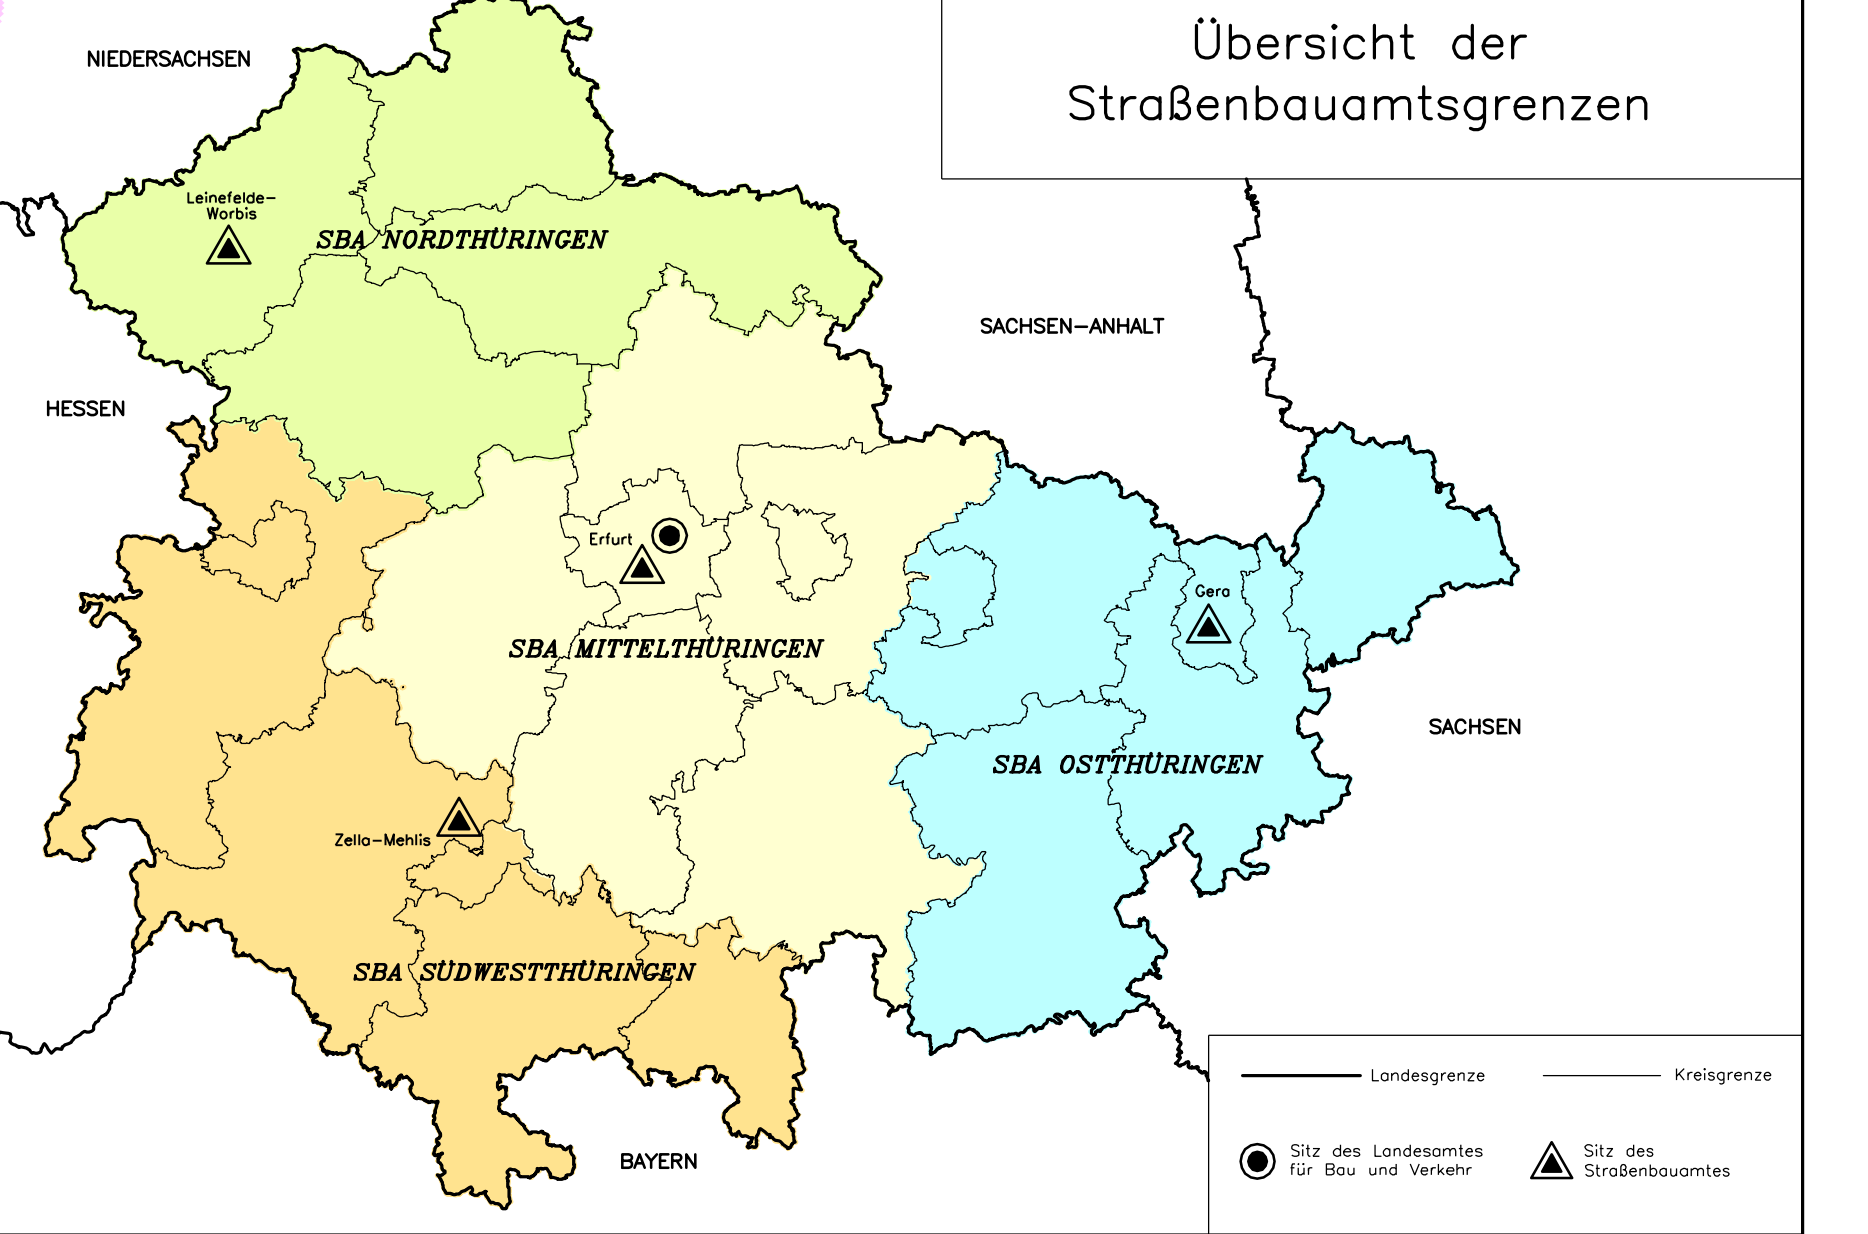 Übersicht der
Straßenbauamtsgrenzen
NIEDERSACHSEN
Leinefelde-
Worbis
SBA NORDTHÜRINGEN
SACHSEN-ANHALT
HESSEN
Erfurt
Gera
SBA MITTELTHÜRINGEN
SACHSEN
SBA OSTTHÜRINGEN
Zella-Mehlis
SBA SÜDWESTTHÜRINGEN
BAYERN
Landesgrenze
Kreisgrenze
Sitz des Landesamtes
für Bau und Verkehr
Sitz des
Straßenbauamtes